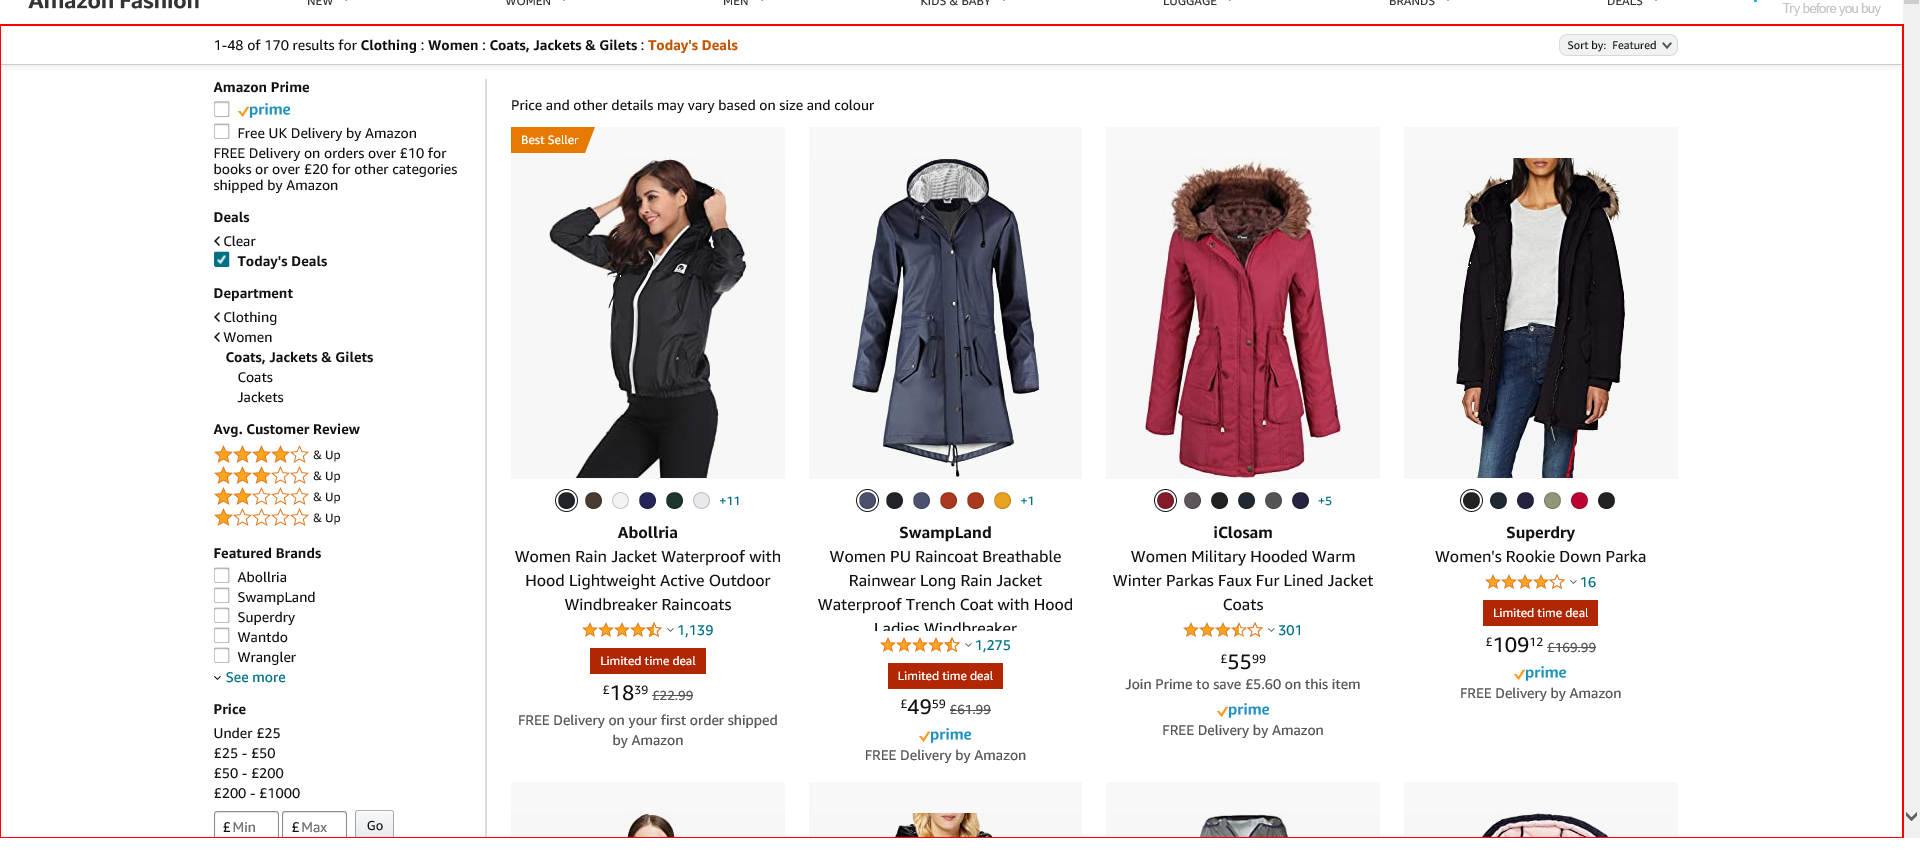 Amazon Fashion
NEW
WOMEN
MEN
KIDS & BABY
LUGGAGE
BRANDS
DEALS
Try before you buy
1-48 of 170 results for Clothing : Women : Coats, Jackets & Gilets : Today's Deals
Sort by: Featured
Amazon Prime
prime
Free UK Delivery by Amazon
FREE Delivery on orders over £10 for
books or over £20 for other categories
shipped by Amazon
Deals
Clear
Today's Deals
Department
Clothing
Women
Coats, Jackets & Gilets
Coats
Jackets
Avg. Customer Review
& Up
& Up
& Up
& Up
Featured Brands
Abollria
SwampLand
Superdry
Wantdo
Wrangler
See more
Price
Under £25
£25 - £50
£50 - £200
£200 - £1000
£ Min
£ Max
Go
Price and other details may vary based on size and colour
Best Seller
+11
Abollria
Women Rain Jacket Waterproof with
Hood Lightweight Active Outdoor
Windbreaker Raincoats
1,139
Limited time deal
£1839 £22.99
FREE Delivery on your first order shipped
by Amazon
+1
SwampLand
Women PU Raincoat Breathable
Rainwear Long Rain Jacket
Waterproof Trench Coat with Hood
Ladies Windbreaker
1,275
Limited time deal
£4959 £61.99
prime
FREE Delivery by Amazon
+5
iClosam
Women Military Hooded Warm
Winter Parkas Faux Fur Lined Jacket
Coats
301
£5599
Join Prime to save £5.60 on this item
prime
FREE Delivery by Amazon
Superdry
Women's Rookie Down Parka
16
Limited time deal
£10912 £169.99
prime
FREE Delivery by Amazon